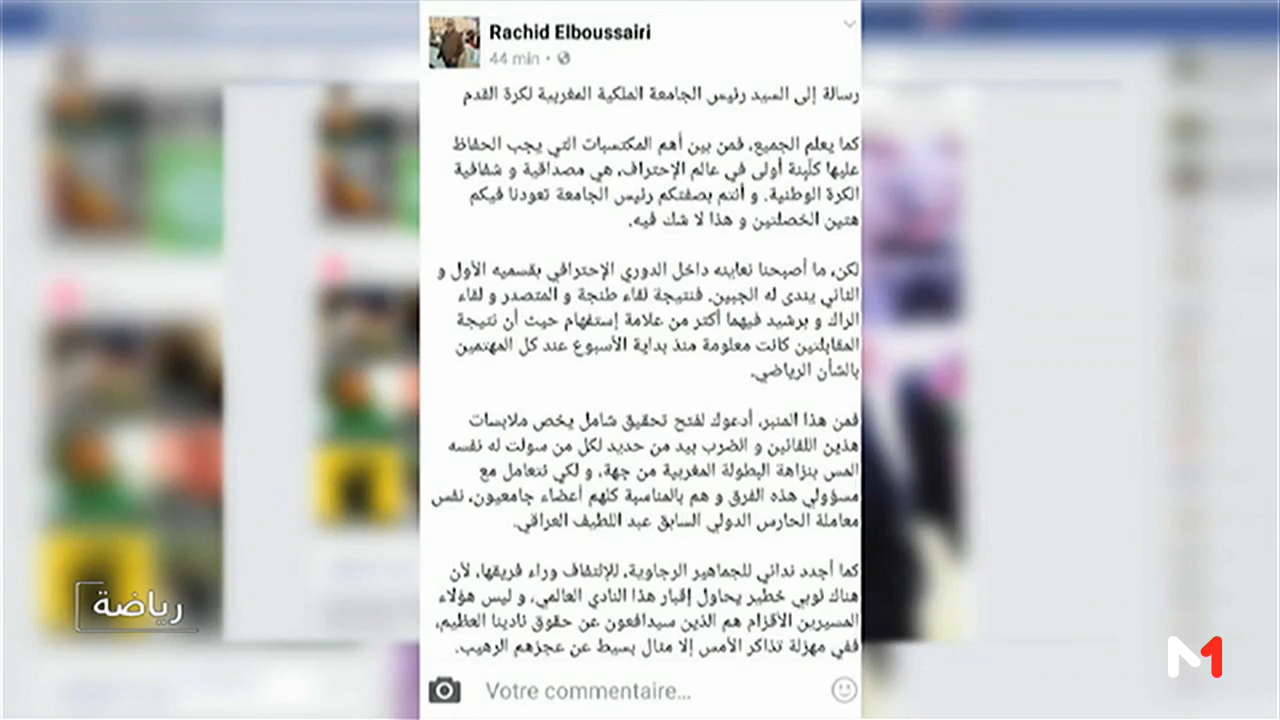 Rachid Elboussairi
44 min
رسالة إلى السيد رئيس الجامعة الملكية المغربية لكرة القدم
كما يعلم الجميع، فمن بين أهم المكتسبات التي يجب الحفاظ
عليها كلَبِنة أولى في عالم الإحتراف، هي مصداقية و شفافية
الكرة الوطنية. و أنتم بصفتكم رئيس الجامعة تعودنا فيكم
هتين الخصلتين و هذا لا شك فيه.
لكن، ما أصبحنا نعاينه داخل الدوري الإحترافي بقسميه الأول و
الثاني يندى له الجبين. فنتيجة لقاء طنجة و المتصدر و لقاء
الراك و برشيد فيهما أكتر من علامة إستفهام حيث أن نتيجة
المقابلتين كانت معلومة منذ بداية الأسبوع عند كل المهتمين
بالشأن الرياضي.
فمن هذا المنبر، أدعوك لفتح تحقيق شامل يخص ملابسات
هذين اللقائين و الضرب بيد من حديد لكل من سولت له نفسه
المس بنزاهة البطولة المغربية من جهة، و لكي نتعامل مع
مسؤولي هذه الفرق و هم بالمناسبة كلهم أعضاء جامعيون، نفس
معاملة الحارس الدولي السابق عبد اللطيف العراقي.
كما أجدد ندائي للجماهير الرجاوية، للإلتفاف وراء فريقها، لأن
هناك لوبي خطير يحاول إقبار هذا النادي العالمي، و ليس هؤلاء
المسيرين الأقزام هم الذين سيدافعون عن حقوق نادينا العظيم،
ففي مهزلة تذاكر الأمس إلا متال بسيط عن عجزهم الرهيب.
Votre commentaire...
رياضة
M1